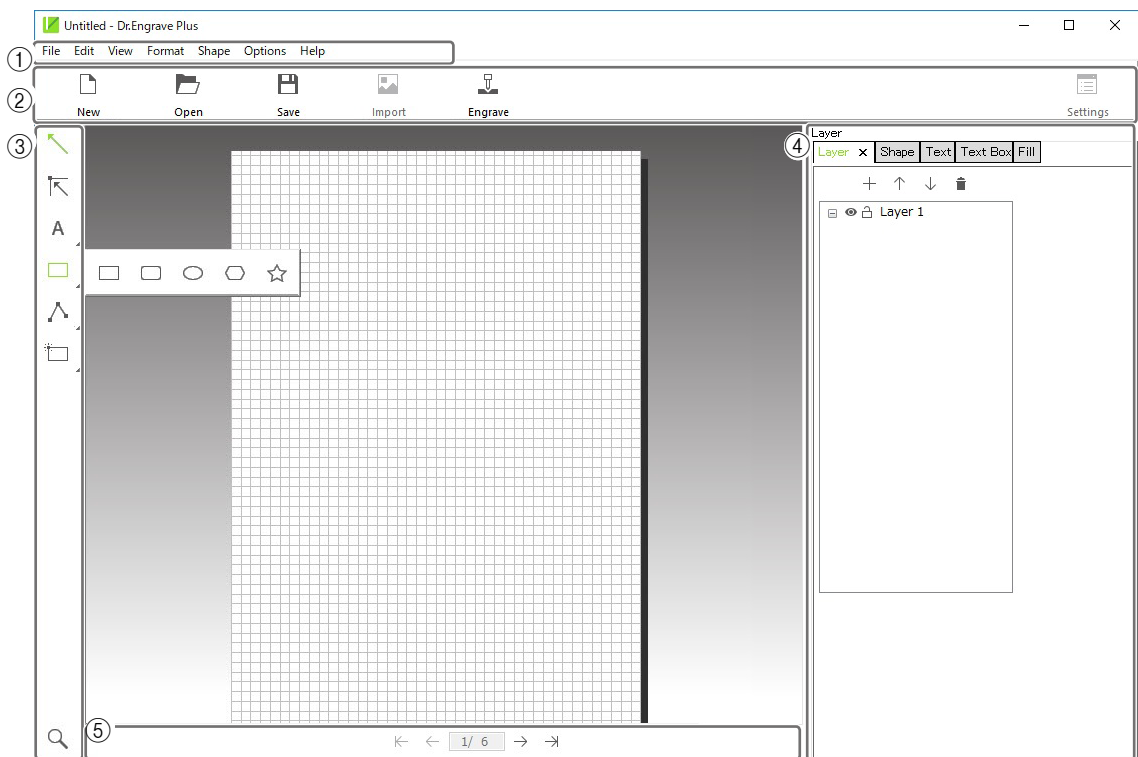 Untitled - Dr.Engrave Plus
① File Edit View Format Shape Options Help
② New Open Save Import Engrave Settings
③
A
④ Layer
Layer × Shape Text Text Box Fill
Layer 1
⑤ 1/ 6